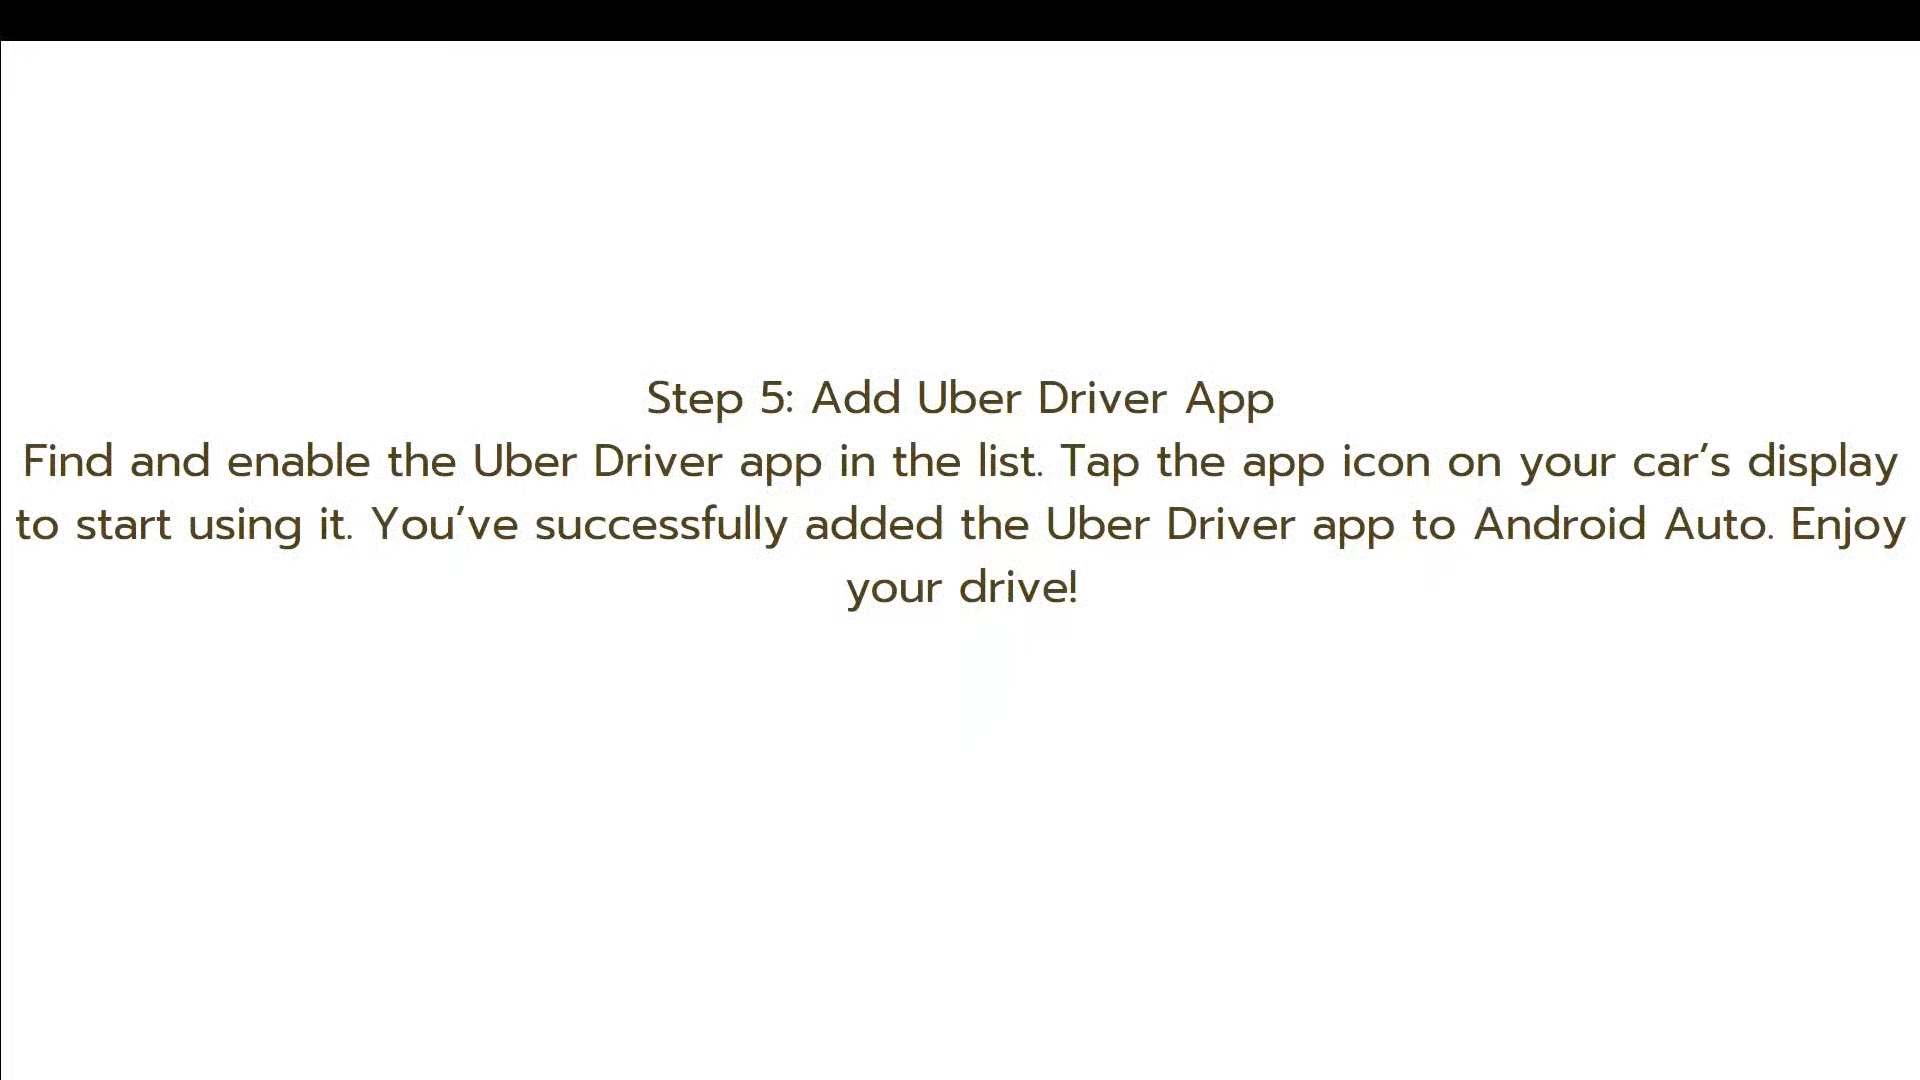 Step 5: Add Uber Driver App
Find and enable the Uber Driver app in the list. Tap the app icon on your car’s display
to start using it. You’ve successfully added the Uber Driver app to Android Auto. Enjoy
your drive!